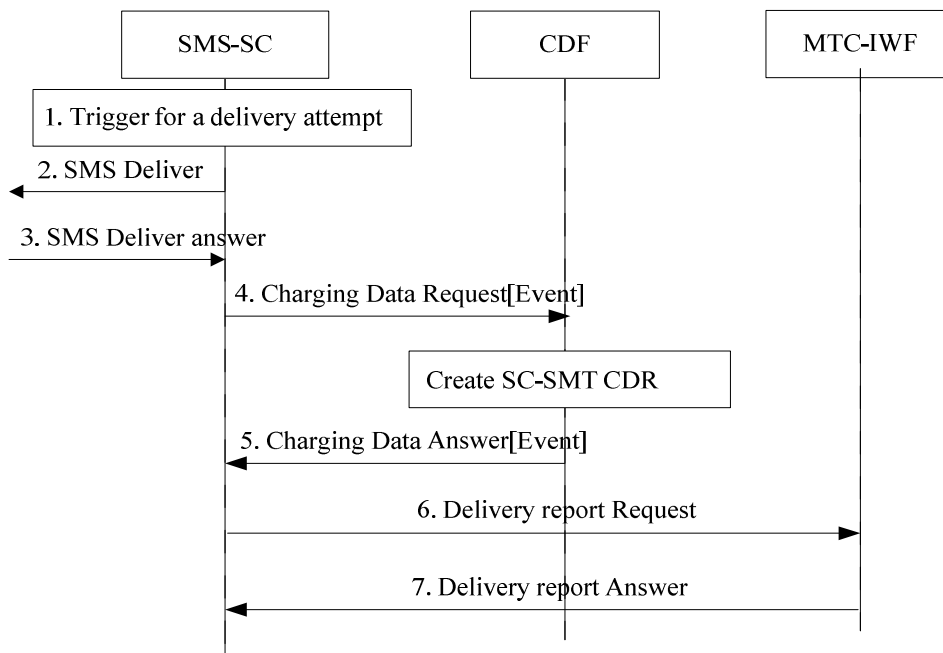 SMS-SC
CDF
MTC-IWF
1. Trigger for a delivery attempt
2. SMS Deliver
3. SMS Deliver answer
4. Charging Data Request[Event]
Create SC-SMT CDR
5. Charging Data Answer[Event]
6. Delivery report Request
7. Delivery report Answer